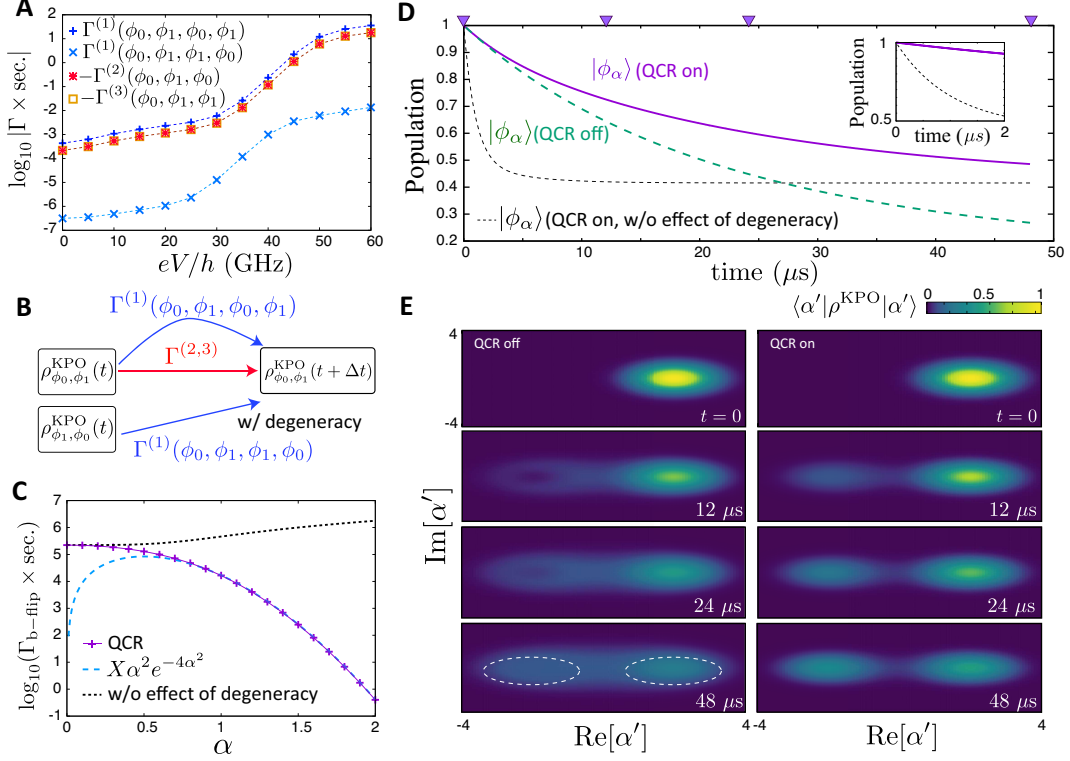 A
log₁₀|Γ × sec.|
2
1
0
-1
-2
-3
-4
-5
-6
-7
Γ⁽¹⁾(ϕ₀, ϕ₁, ϕ₀, ϕ₁)
Γ⁽¹⁾(ϕ₀, ϕ₁, ϕ₁, ϕ₀)
−Γ⁽²⁾(ϕ₀, ϕ₁, ϕ₀)
−Γ⁽³⁾(ϕ₀, ϕ₁, ϕ₁)
0 10 20 30 40 50 60
eV/h (GHz)
B
Γ⁽¹⁾(ϕ₀, ϕ₁, ϕ₀, ϕ₁)
Γ⁽²,³⁾
ρ^KPO_ϕ₀,ϕ₁(t)
ρ^KPO_ϕ₀,ϕ₁(t + Δt)
ρ^KPO_ϕ₁,ϕ₀(t)
w/ degeneracy
Γ⁽¹⁾(ϕ₀, ϕ₁, ϕ₁, ϕ₀)
C
log₁₀(Γ_b−flip × sec.)
7
6
5
4
3
2
1
0
-1
QCR
Xα²e^−4α²
w/o effect of degeneracy
0 0.5 1 1.5 2
α
D
Population
1
0.9
0.8
0.7
0.6
0.5
0.4
0.3
0.2
|ϕα⟩ (QCR on)
|ϕα⟩ (QCR off)
|ϕα⟩ (QCR on, w/o effect of degeneracy)
Population
1
0.5
0 2
time (μs)
0 10 20 30 40 50
time (μs)
E
⟨α′|ρ^KPO|α′⟩
0 0.5 1
Im[α′]
4
-4
QCR off
t = 0
12 μs
24 μs
48 μs
QCR on
t = 0
12 μs
24 μs
48 μs
-4 4
Re[α′]
-4 4
Re[α′]